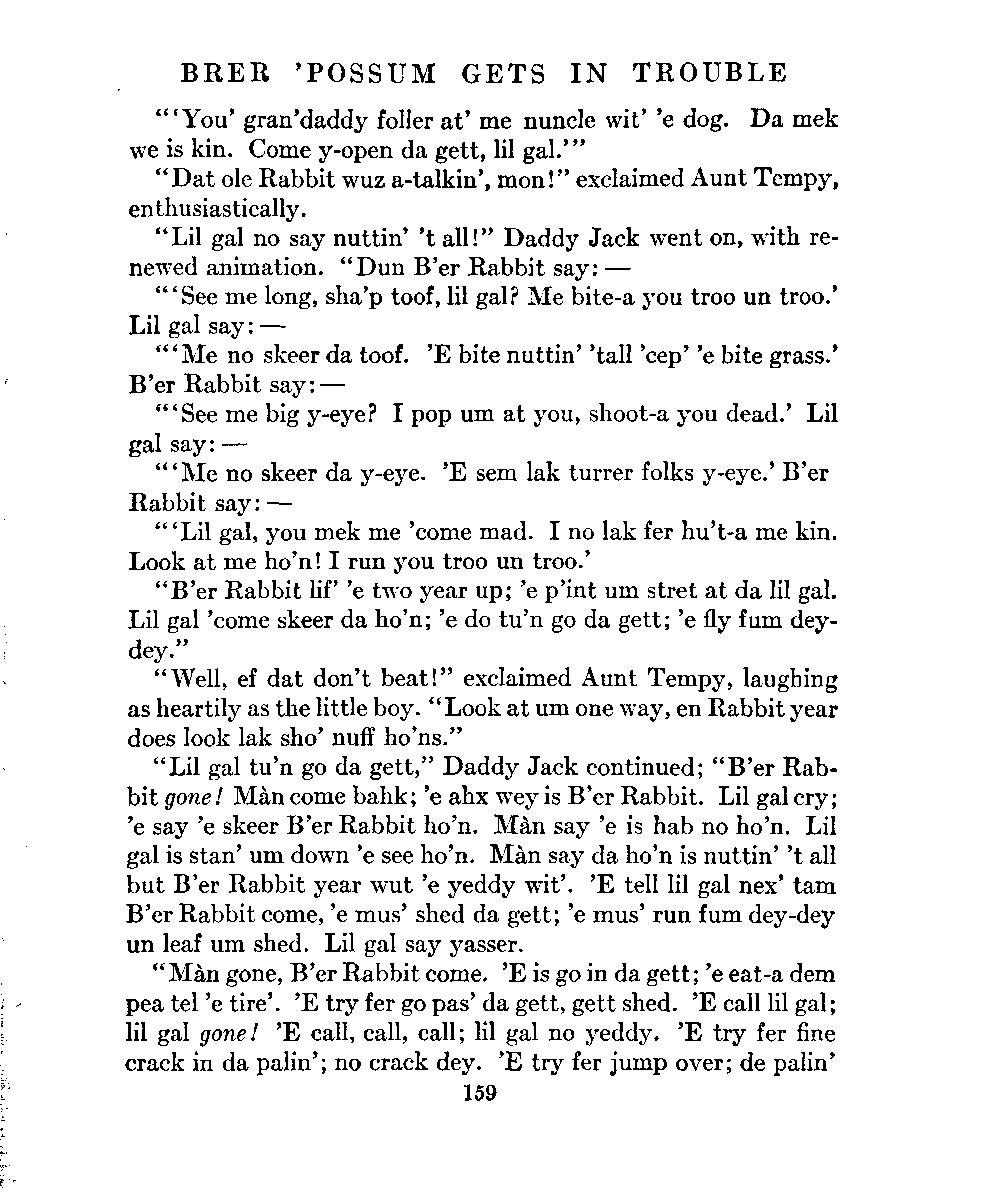 BRER ’POSSUM GETS IN TROUBLE
“‘You’ gran’daddy foller at’ me nuncle wit’ ’e dog. Da mek
we is kin. Come y-open da gett, lil gal.’”
“Dat ole Rabbit wuz a-talkin’, mon!” exclaimed Aunt Tempy,
enthusiastically.
“Lil gal no say nuttin’ ’t all!” Daddy Jack went on, with re-
newed animation. “Dun B’er Rabbit say: —
“‘See me long, sha’p toof, lil gal? Me bite-a you troo un troo.’
Lil gal say: —
“‘Me no skeer da toof. ’E bite nuttin’ ’tall ’cep’ ’e bite grass.’
B’er Rabbit say: —
“‘See me big y-eye? I pop um at you, shoot-a you dead.’ Lil
gal say: —
“‘Me no skeer da y-eye. ’E sem lak turrer folks y-eye.’ B’er
Rabbit say: —
“‘Lil gal, you mek me ’come mad. I no lak fer hu’t-a me kin.
Look at me ho’n! I run you troo un troo.’
“B’er Rabbit lif’ ’e two year up; ’e p’int um stret at da lil gal.
Lil gal ’come skeer da ho’n; ’e do tu’n go da gett; ’e fly fum dey-
dey.”
“Well, ef dat don’t beat!” exclaimed Aunt Tempy, laughing
as heartily as the little boy. “Look at um one way, en Rabbit year
does look lak sho’ nuff ho’ns.”
“Lil gal tu’n go da gett,” Daddy Jack continued; “B’er Rab-
bit gone! Màn come bahk; ’e ahx wey is B’er Rabbit. Lil gal cry;
’e say ’e skeer B’er Rabbit ho’n. Màn say ’e is hab no ho’n. Lil
gal is stan’ um down ’e see ho’n. Màn say da ho’n is nuttin’ ’t all
but B’er Rabbit year wut ’e yeddy wit’. ’E tell lil gal nex’ tam
B’er Rabbit come, ’e mus’ shed da gett; ’e mus’ run fum dey-dey
un leaf um shed. Lil gal say yasser.
“Màn gone, B’er Rabbit come. ’E is go in da gett; ’e eat-a dem
pea tel ’e tire’. ’E try fer go pas’ da gett, gett shed. ’E call lil gal;
lil gal gone! ’E call, call, call; lil gal no yeddy. ’E try fer fine
crack in da palin’; no crack dey. ’E try fer jump over; de palin’
159